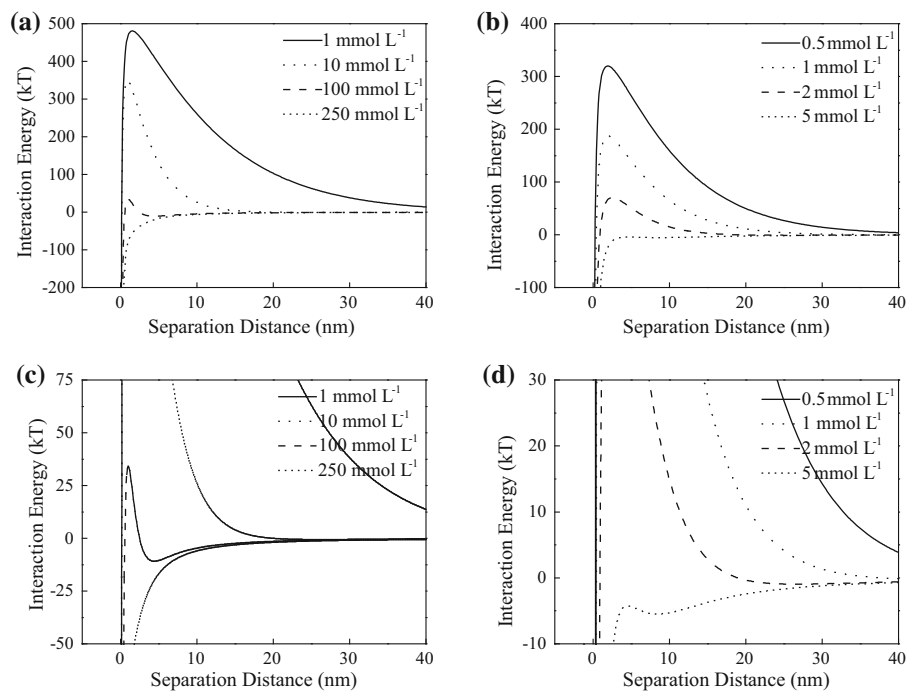 (a)
500
400
300
200
100
0
-100
-200
Interaction Energy (kT)
1 mmol L⁻¹
10 mmol L⁻¹
100 mmol L⁻¹
250 mmol L⁻¹
0 10 20 30 40
Separation Distance (nm)
(b)
400
300
200
100
0
-100
Interaction Energy (kT)
0.5 mmol L⁻¹
1 mmol L⁻¹
2 mmol L⁻¹
5 mmol L⁻¹
0 10 20 30 40
Separation Distance (nm)
(c)
75
50
25
0
-25
-50
Interaction Energy (kT)
1 mmol L⁻¹
10 mmol L⁻¹
100 mmol L⁻¹
250 mmol L⁻¹
0 10 20 30 40
Separation Distance (nm)
(d)
30
20
10
0
-10
Interaction Energy (kT)
0.5 mmol L⁻¹
1 mmol L⁻¹
2 mmol L⁻¹
5 mmol L⁻¹
0 10 20 30 40
Separation Distance (nm)